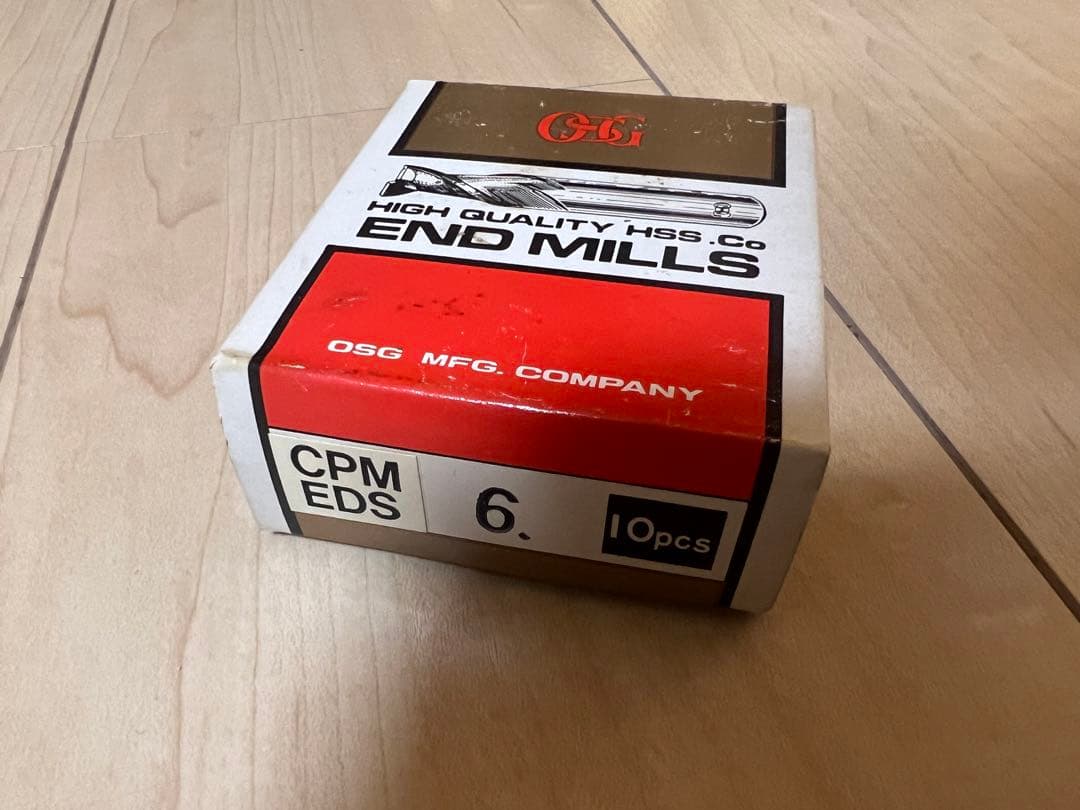 OSG
HIGH QUALITY HSS.Co
END MILLS
OSG MFG. COMPANY
CPM
EDS
6.
10pcs